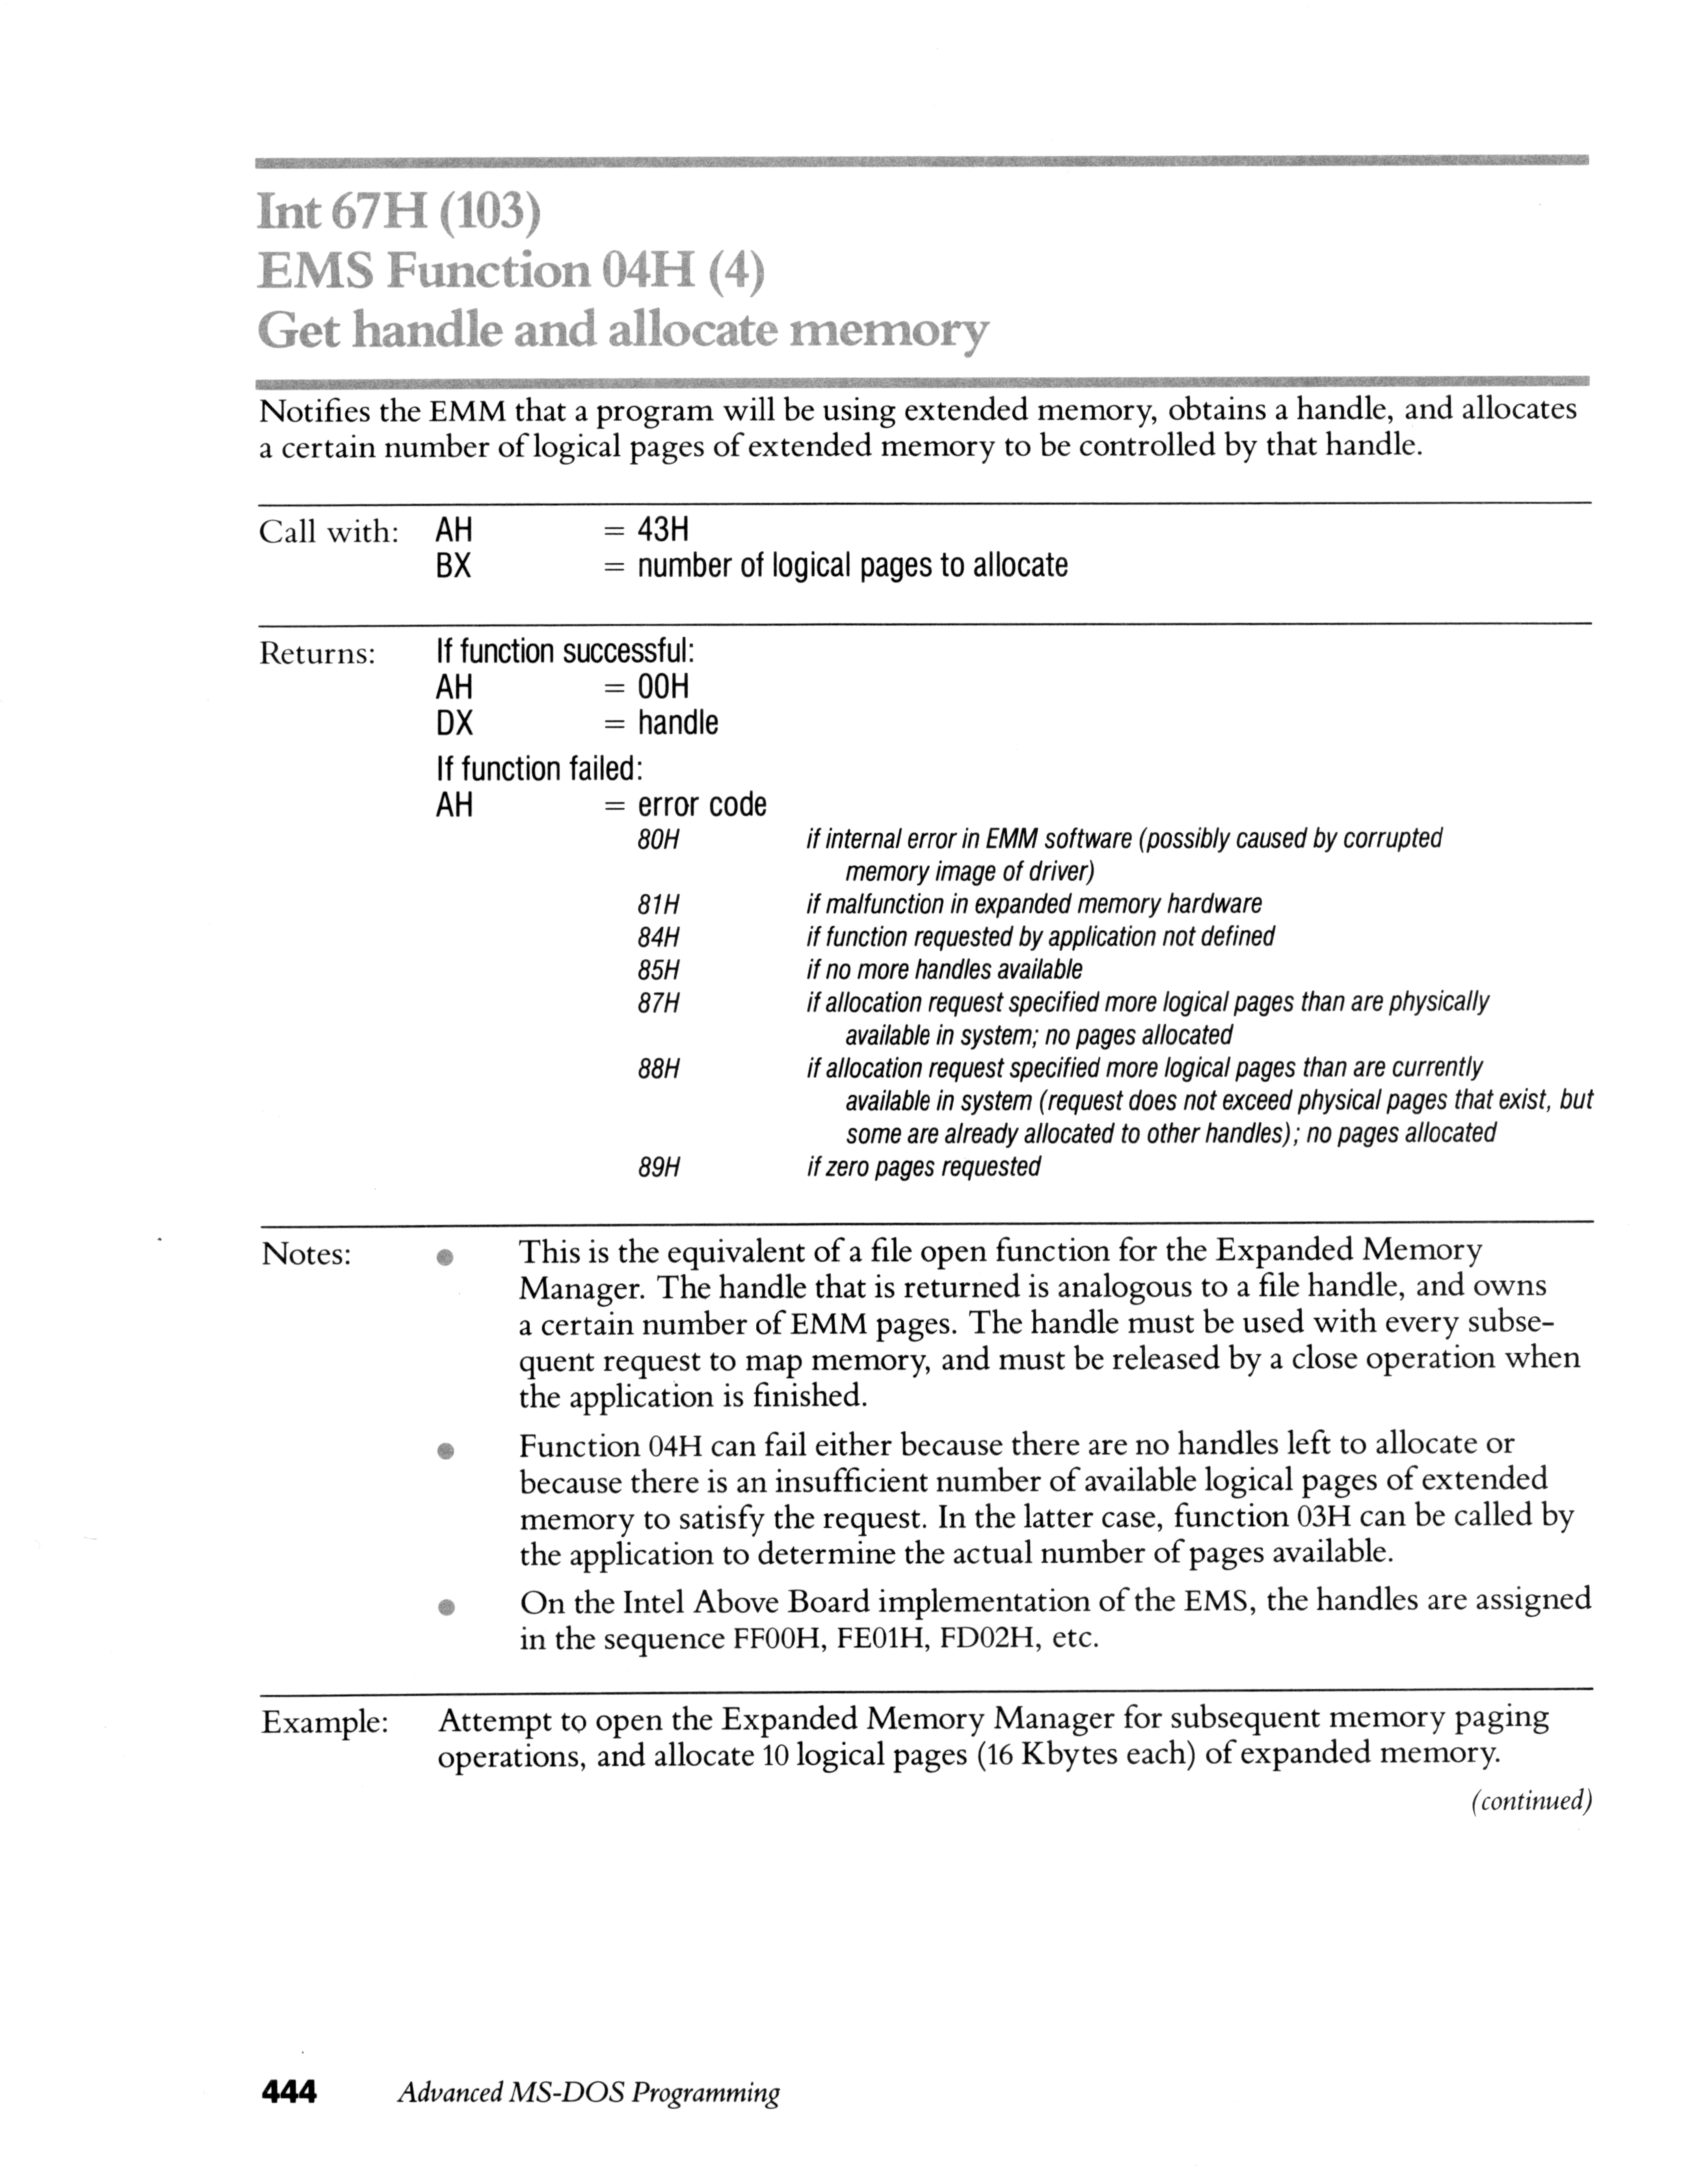 Int 67H (103)
EMS Function 04H (4)
Get handle and allocate memory
Notifies the EMM that a program will be using extended memory, obtains a handle, and allocates
a certain number of logical pages of extended memory to be controlled by that handle.
Call with: AH = 43H
BX = number of logical pages to allocate
Returns: If function successful:
AH = 00H
DX = handle
If function failed:
AH = error code
80H if internal error in EMM software (possibly caused by corrupted
memory image of driver)
81H if malfunction in expanded memory hardware
84H if function requested by application not defined
85H if no more handles available
87H if allocation request specified more logical pages than are physically
available in system; no pages allocated
88H if allocation request specified more logical pages than are currently
available in system (request does not exceed physical pages that exist, but
some are already allocated to other handles); no pages allocated
89H if zero pages requested
Notes: ● This is the equivalent of a file open function for the Expanded Memory
Manager. The handle that is returned is analogous to a file handle, and owns
a certain number of EMM pages. The handle must be used with every subse-
quent request to map memory, and must be released by a close operation when
the application is finished.
● Function 04H can fail either because there are no handles left to allocate or
because there is an insufficient number of available logical pages of extended
memory to satisfy the request. In the latter case, function 03H can be called by
the application to determine the actual number of pages available.
● On the Intel Above Board implementation of the EMS, the handles are assigned
in the sequence FF00H, FE01H, FD02H, etc.
Example: Attempt to open the Expanded Memory Manager for subsequent memory paging
operations, and allocate 10 logical pages (16 Kbytes each) of expanded memory.
(continued)
444 Advanced MS-DOS Programming